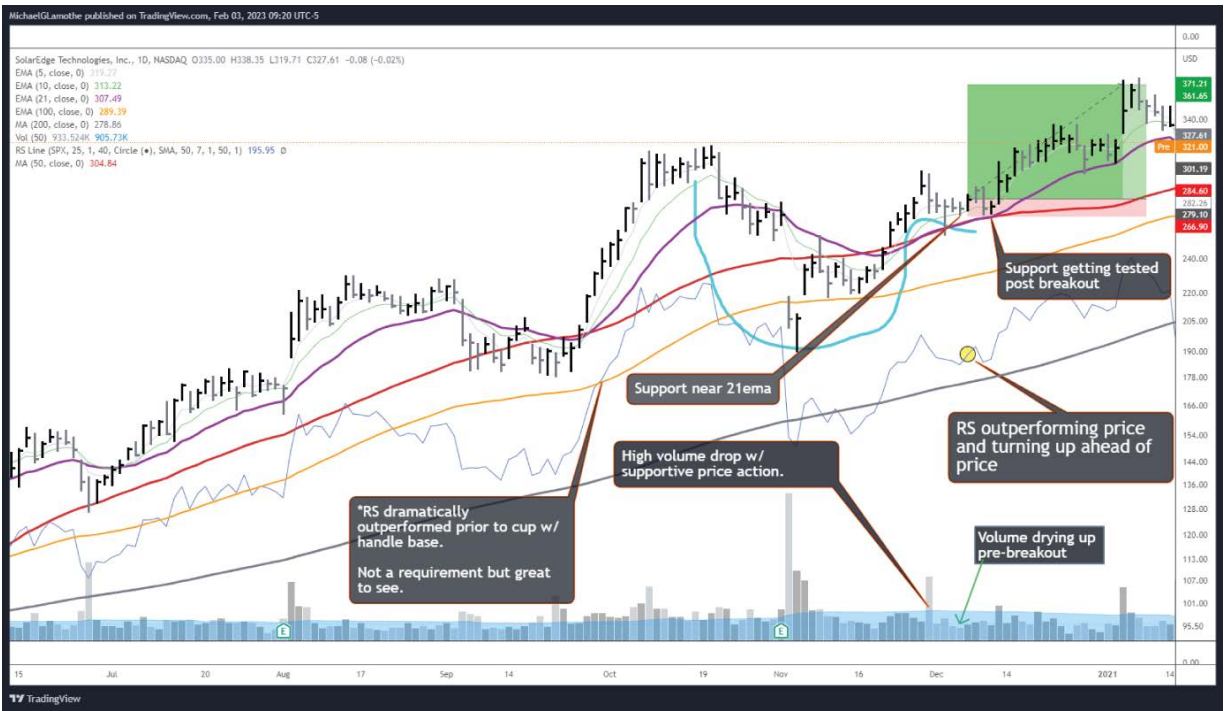 MichaelGLamothe published on TradingView.com, Feb 03, 2023 09:20 UTC-5
0.00
SolarEdge Technologies, Inc., 1D, NASDAQ O335.00 H338.35 L319.71 C327.61 -0.08 (-0.02%)
USD
EMA (5, close, 0) 319.27
EMA (10, close, 0) 313.22
EMA (21, close, 0) 307.49
EMA (100, close, 0) 289.39
MA (200, close, 0) 278.86
Vol (50) 933.524K 905.73K
RS Line (SPX, 25, 1, 40, Circle (●), SMA, 50, 7, 1, 50, 1) 195.95 ø
MA (50, close, 0) 304.84
371.21
361.65
340.00
327.61
Pre 321.00
301.19
284.60
282.26
279.10
266.90
240.00
220.00
205.00
190.00
178.00
166.00
154.00
144.00
136.00
128.00
120.00
113.00
107.00
101.00
95.50
0.00
Support getting tested
post breakout
Support near 21ema
RS outperforming price
and turning up ahead of
price
High volume drop w/
supportive price action.
*RS dramatically
outperformed prior to cup w/
handle base.
Not a requirement but great
to see.
Volume drying up
pre-breakout
E
E
15 Jul 20 Aug 17 Sep 14 Oct 19 Nov 16 Dec 14 2021 14
TradingView